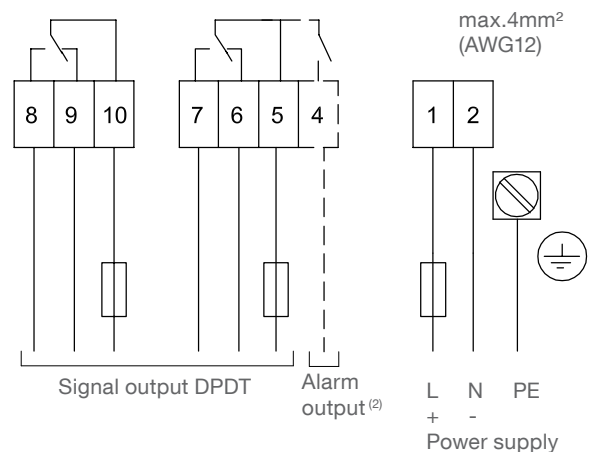 max.4mm²
(AWG12)
8 9 10 7 6 5 4 1 2
Signal output DPDT
Alarm
output (2)
L N PE
+ -
Power supply